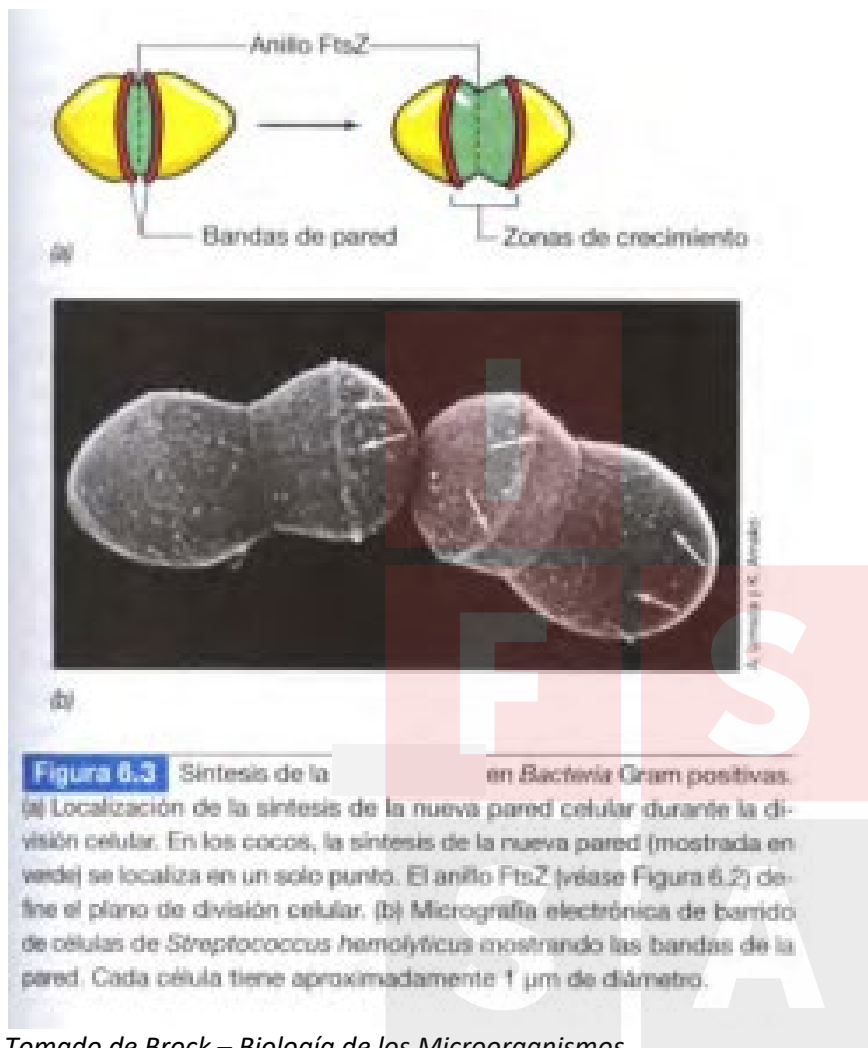 Anillo FtsZ
Bandas de pared
Zonas de crecimiento
(a)
(b)
I
F S
S A
Figura 6.3 Síntesis de la en Bacteria Gram positivas.
(a) Localización de la síntesis de la nueva pared celular durante la di-
visión celular. En los cocos, la síntesis de la nueva pared (mostrada en
verde) se localiza en un solo punto. El anillo FtsZ (véase Figura 6.2) de-
fine el plano de división celular. (b) Micrografía electrónica de barrido
de células de Streptococcus hemolyticus mostrando las bandas de la
pared. Cada célula tiene aproximadamente 1 µm de diámetro.
Tomado de Brock – Biología de los Microorganismos